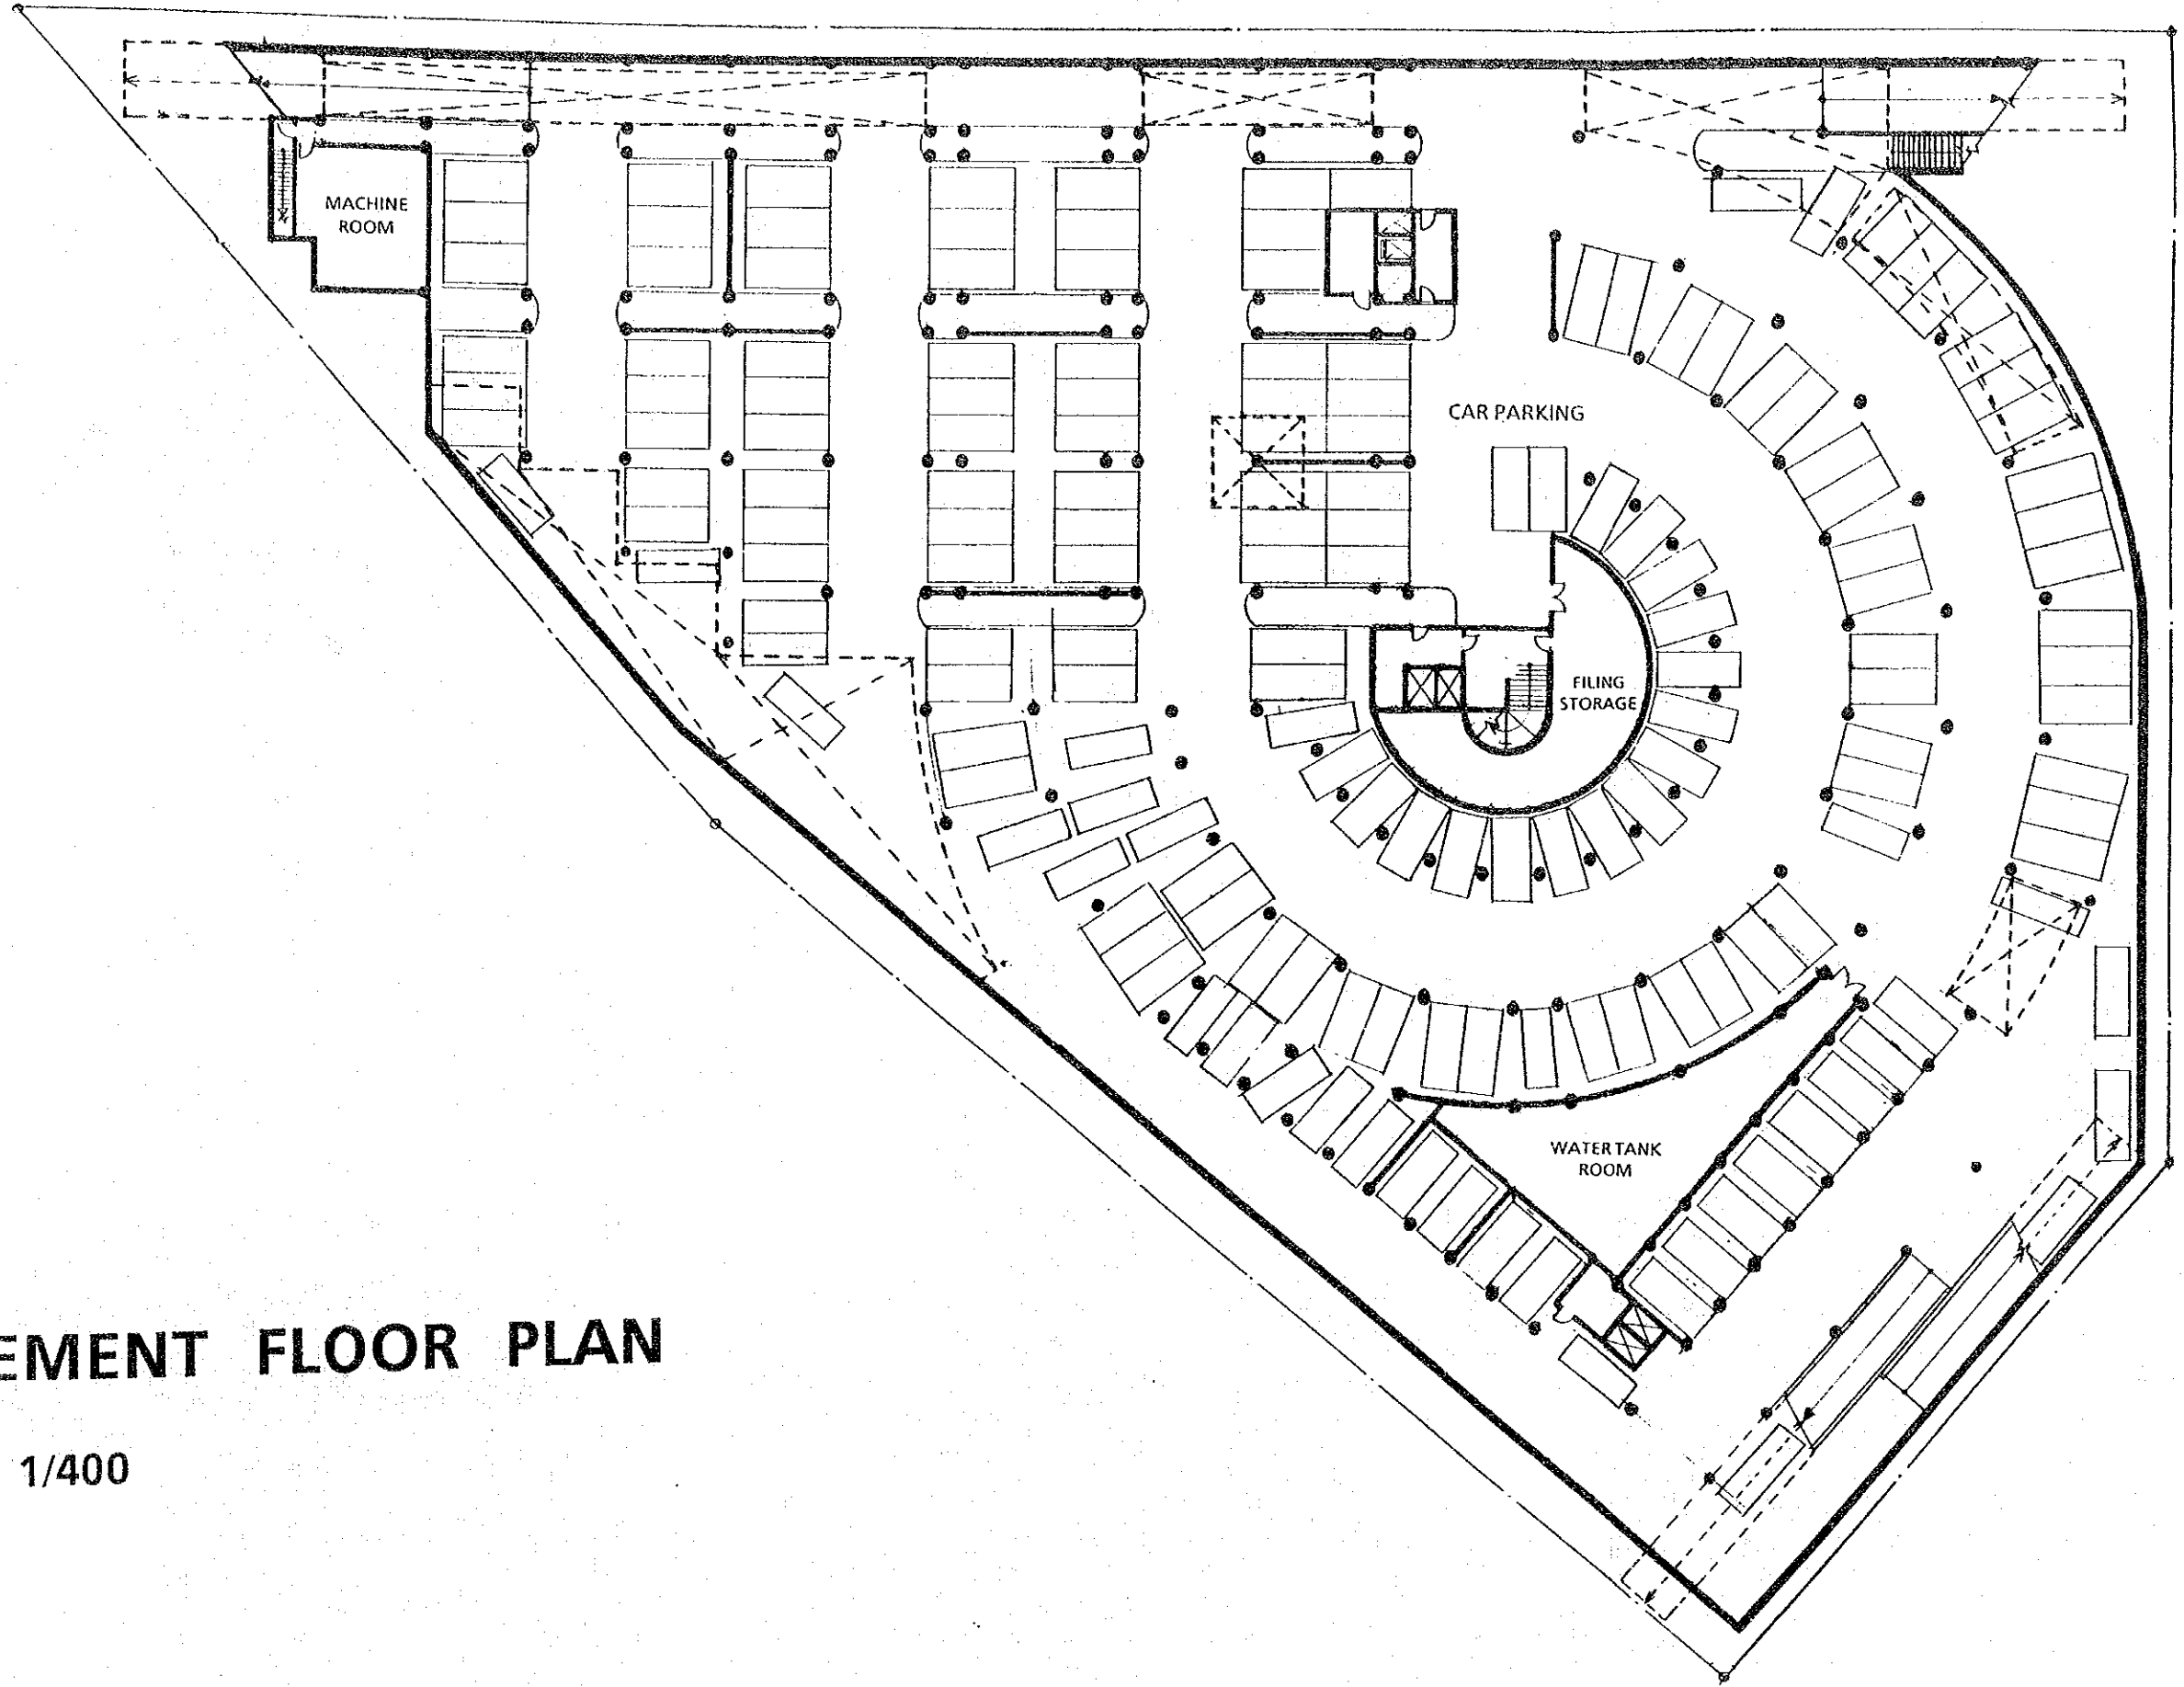 MACHINE
ROOM
CAR PARKING
FILING
STORAGE
WATER TANK
ROOM
EMENT FLOOR PLAN
1/400